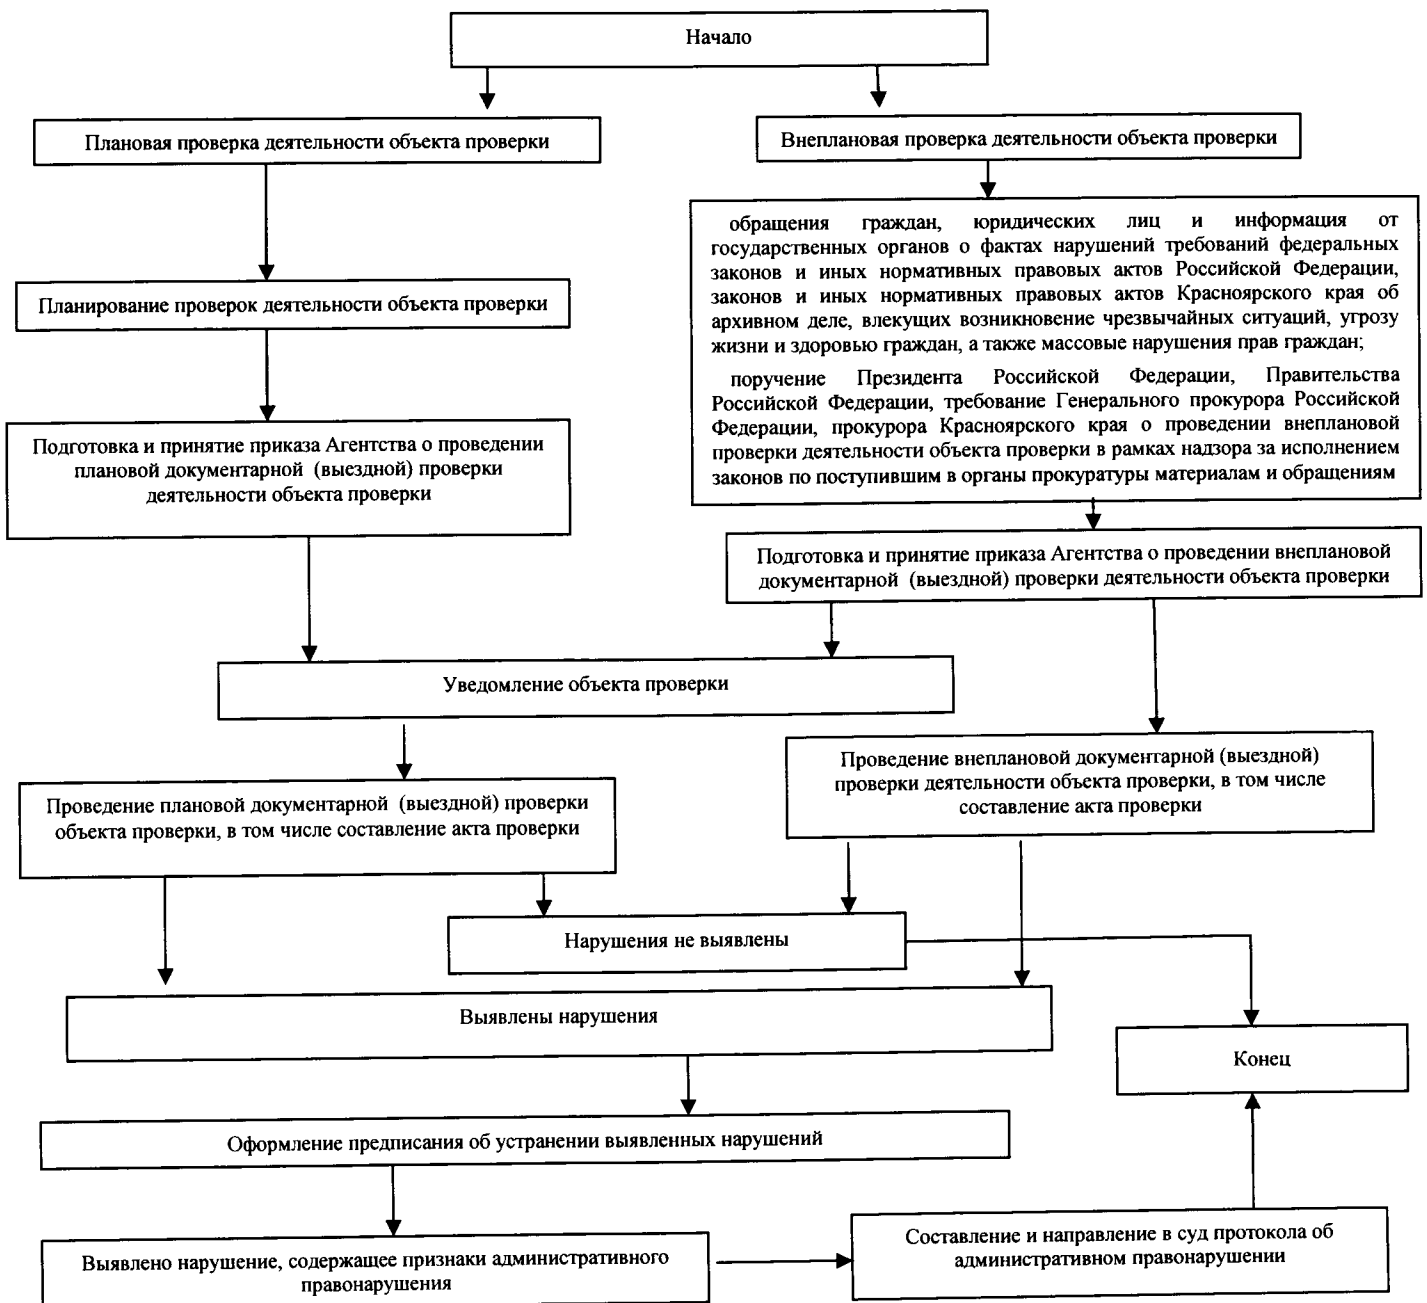 Начало
Плановая проверка деятельности объекта проверки
Внеплановая проверка деятельности объекта проверки
обращения граждан, юридических лиц и информация от
государственных органов о фактах нарушений требований федеральных
законов и иных нормативных правовых актов Российской Федерации,
законов и иных нормативных правовых актов Красноярского края об
архивном деле, влекущих возникновение чрезвычайных ситуаций, угрозу
жизни и здоровью граждан, а также массовые нарушения прав граждан;
поручение Президента Российской Федерации, Правительства
Российской Федерации, требование Генерального прокурора Российской
Федерации, прокурора Красноярского края о проведении внеплановой
проверки деятельности объекта проверки в рамках надзора за исполнением
законов по поступившим в органы прокуратуры материалам и обращениям
Планирование проверок деятельности объекта проверки
Подготовка и принятие приказа Агентства о проведении
плановой документарной (выездной) проверки
деятельности объекта проверки
Подготовка и принятие приказа Агентства о проведении внеплановой
документарной (выездной) проверки деятельности объекта проверки
Уведомление объекта проверки
Проведение внеплановой документарной (выездной)
проверки деятельности объекта проверки, в том числе
составление акта проверки
Проведение плановой документарной (выездной) проверки
объекта проверки, в том числе составление акта проверки
Нарушения не выявлены
Выявлены нарушения
Конец
Оформление предписания об устранении выявленных нарушений
Выявлено нарушение, содержащее признаки административного
правонарушения
Составление и направление в суд протокола об
административном правонарушении